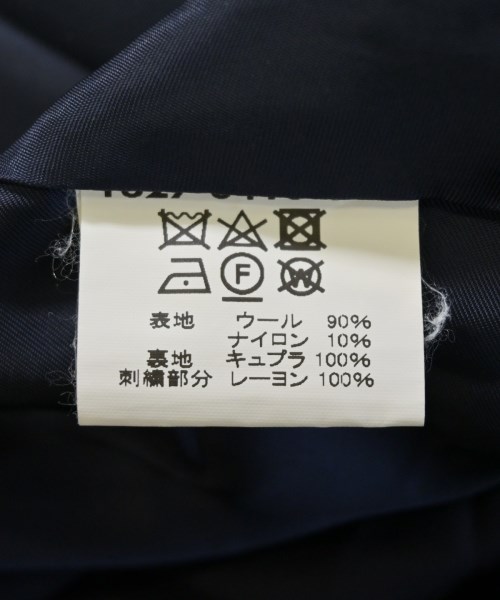 F W
表地 ウール 90%
ナイロン 10%
裏地 キュプラ 100%
刺繍部分 レーヨン 100%